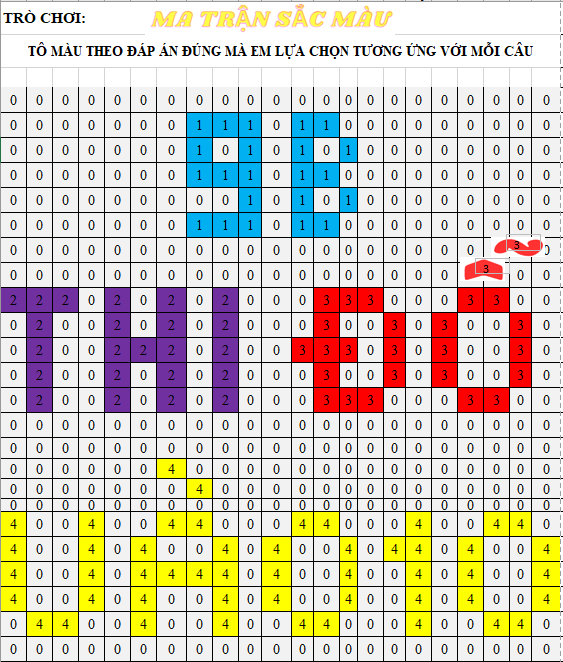 TRÒ CHƠI:
MA TRẬN SẮC MÀU
TÔ MÀU THEO ĐÁP ÁN ĐÚNG MÀ EM LỰA CHỌN TƯƠNG ỨNG VỚI MỖI CÂU
0 0 0 0 0 0 0 0 0 0 0 0 0 0 0 0 0 0 0 0 0 0
0 0 0 0 0 0 0 1 1 1 0 1 1 0 0 0 0 0 0 0 0 0
0 0 0 0 0 0 0 1 0 1 0 1 0 1 0 0 0 0 0 0 0 0
0 0 0 0 0 0 0 1 1 1 0 1 1 0 0 0 0 0 0 0 0 0
0 0 0 0 0 0 0 0 0 1 0 1 0 1 0 0 0 0 0 0 0 0
0 0 0 0 0 0 0 1 1 1 0 1 1 0 0 0 0 0 0 0 0 0
0 0 0 0 0 0 0 0 0 0 0 0 0 0 0 0 0 0 0 3 0
0 0 0 0 0 0 0 0 0 0 0 0 0 0 0 0 0 0 3 0 0
2 2 2 0 2 0 2 0 2 0 0 0 3 3 3 0 0 0 3 3 0 0
0 2 0 0 2 0 2 0 2 0 0 0 3 0 0 3 0 3 0 0 3 0
0 2 0 0 2 2 2 0 2 0 0 3 3 3 0 3 0 3 0 0 3 0
0 2 0 0 2 0 2 0 2 0 0 0 3 0 0 3 0 3 0 0 3 0
0 2 0 0 2 0 2 0 2 0 0 0 3 3 3 0 0 0 3 3 0 0
0 0 0 0 0 0 0 0 0 0 0 0 0 0 0 0 0 0 0 0 0 0
0 0 0 0 0 0 4 0 0 0 0 0 0 0 0 0 0 0 0 0 0 0
0 0 0 0 0 0 0 4 0 0 0 0 0 0 0 0 0 0 0 0 0 0
0 0 0 0 0 0 0 0 0 0 0 0 0 0 0 0 0 0 0 0 0 0
4 0 0 4 0 0 4 4 0 0 0 4 4 0 0 0 4 0 0 4 4 0
4 0 0 4 0 4 0 0 4 0 4 0 0 4 0 4 4 0 4 0 0 4
4 0 0 4 0 4 4 4 4 0 4 0 0 4 0 0 4 0 4 0 0 4
4 0 0 4 0 4 0 0 4 0 4 0 0 4 0 0 4 0 4 0 0 4
0 4 4 0 0 4 0 0 4 0 0 4 4 0 0 0 4 0 0 4 4 0
0 0 0 0 0 0 0 0 0 0 0 0 0 0 0 0 0 0 0 0 0 0